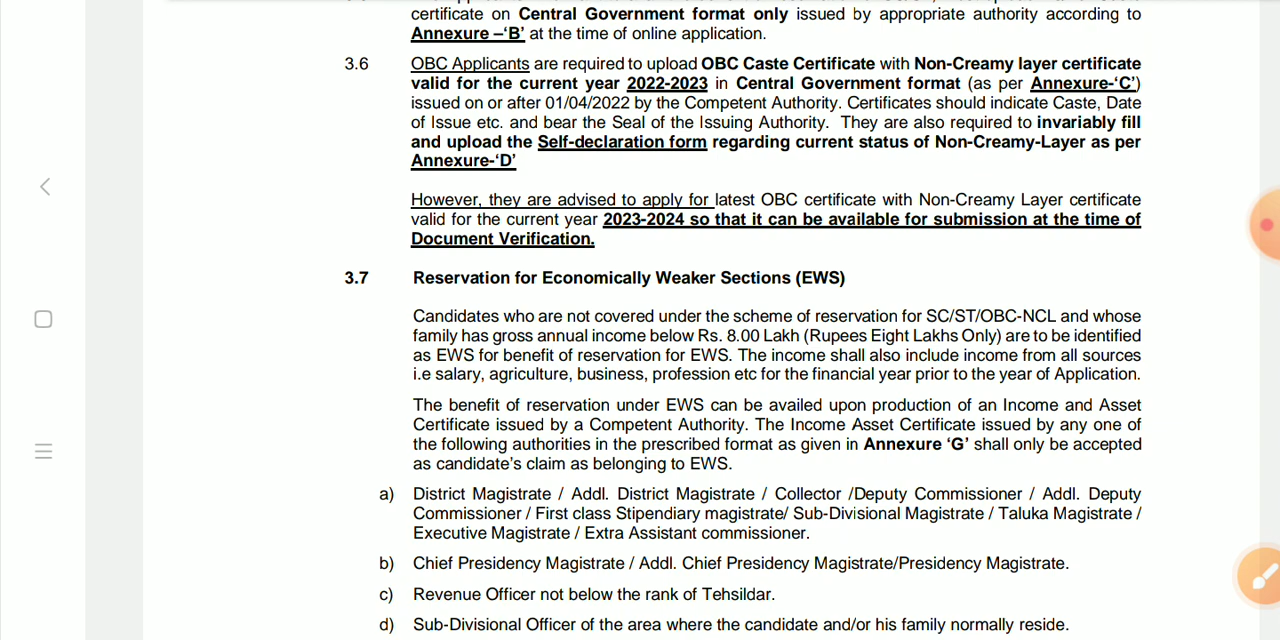 certificate on Central Government format only issued by appropriate authority according to
Annexure –‘B’ at the time of online application.
3.6 OBC Applicants are required to upload OBC Caste Certificate with Non-Creamy layer certificate
valid for the current year 2022-2023 in Central Government format (as per Annexure-‘C’)
issued on or after 01/04/2022 by the Competent Authority. Certificates should indicate Caste, Date
of Issue etc. and bear the Seal of the Issuing Authority. They are also required to invariably fill
and upload the Self-declaration form regarding current status of Non-Creamy-Layer as per
Annexure-‘D’
However, they are advised to apply for latest OBC certificate with Non-Creamy Layer certificate
valid for the current year 2023-2024 so that it can be available for submission at the time of
Document Verification.
3.7 Reservation for Economically Weaker Sections (EWS)
Candidates who are not covered under the scheme of reservation for SC/ST/OBC-NCL and whose
family has gross annual income below Rs. 8.00 Lakh (Rupees Eight Lakhs Only) are to be identified
as EWS for benefit of reservation for EWS. The income shall also include income from all sources
i.e salary, agriculture, business, profession etc for the financial year prior to the year of Application.
The benefit of reservation under EWS can be availed upon production of an Income and Asset
Certificate issued by a Competent Authority. The Income Asset Certificate issued by any one of
the following authorities in the prescribed format as given in Annexure ‘G’ shall only be accepted
as candidate’s claim as belonging to EWS.
a) District Magistrate / Addl. District Magistrate / Collector /Deputy Commissioner / Addl. Deputy
Commissioner / First class Stipendiary magistrate/ Sub-Divisional Magistrate / Taluka Magistrate /
Executive Magistrate / Extra Assistant commissioner.
b) Chief Presidency Magistrate / Addl. Chief Presidency Magistrate/Presidency Magistrate.
c) Revenue Officer not below the rank of Tehsildar.
d) Sub-Divisional Officer of the area where the candidate and/or his family normally reside.